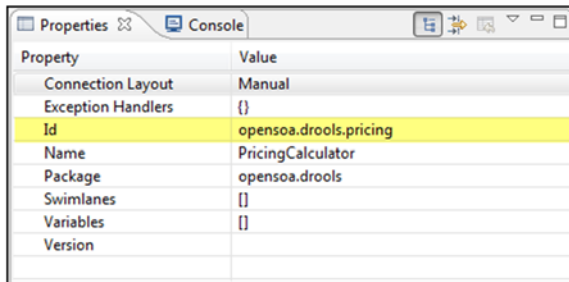 Properties Console
Property Value
Connection Layout Manual
Exception Handlers {}
Id opensoa.drools.pricing
Name PricingCalculator
Package opensoa.drools
Swimlanes []
Variables []
Version